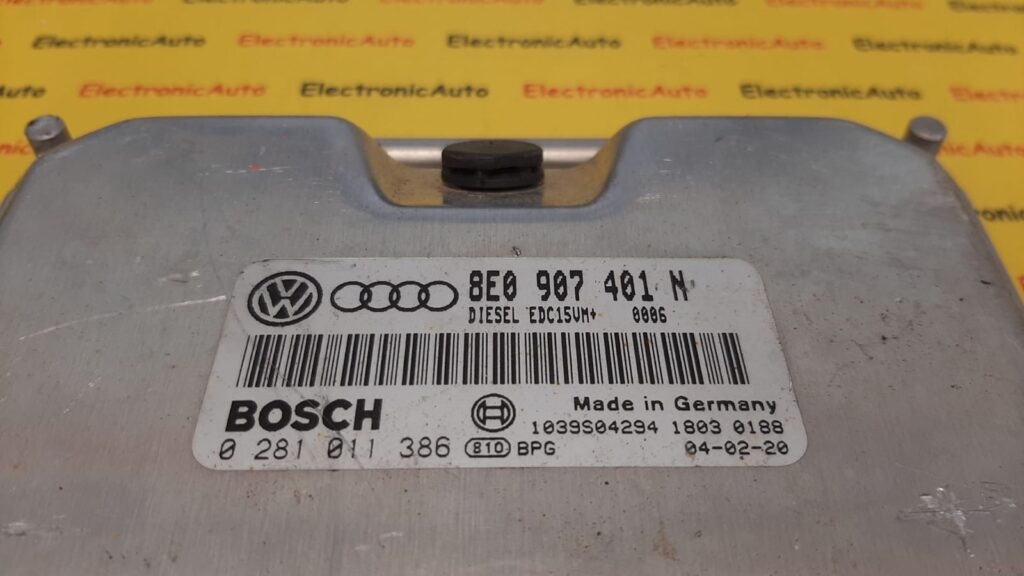 ElectronicAuto ElectronicAuto ElectronicAuto ElectronicAuto
ElectronicAuto ElectronicAuto ElectronicAuto ElectronicAuto
VW 8E0 907 401 N
DIESEL EDC15VM+ 0006
BOSCH Made in Germany
1039S04294 1803 0188
0 281 011 386 810 BPG 04-02-20